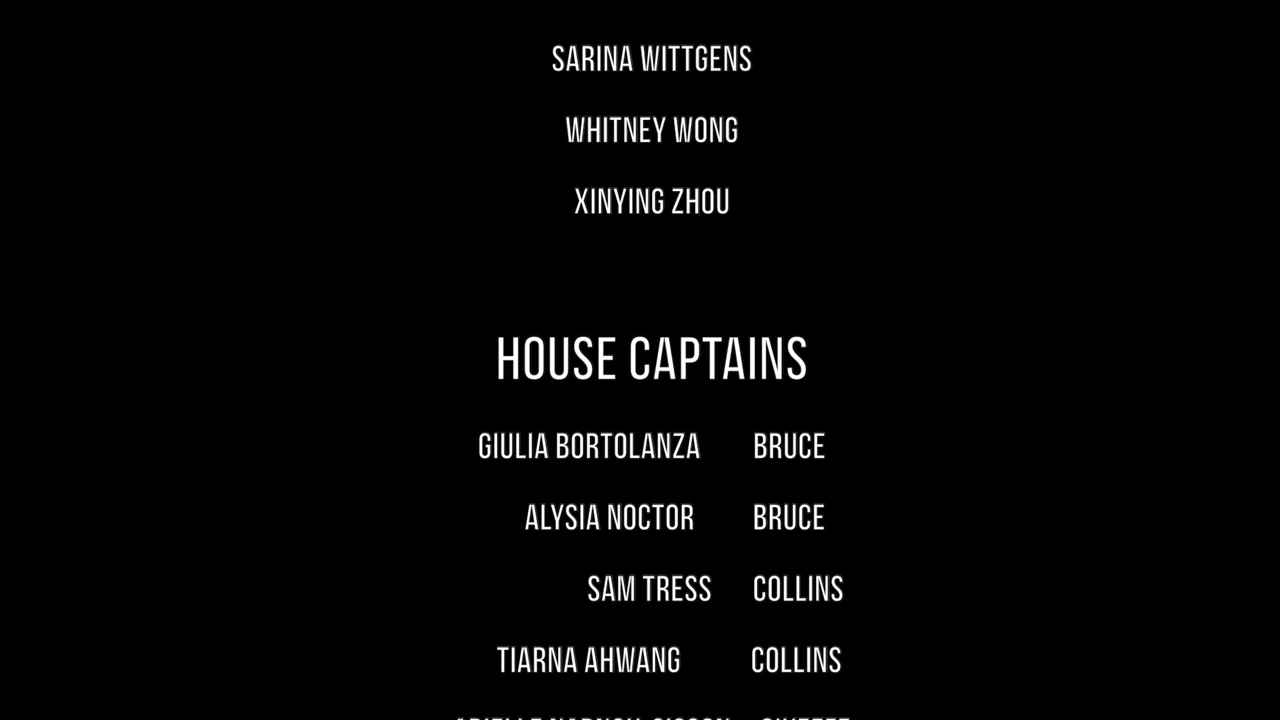 SARINA WITTGENS
WHITNEY WONG
XINYING ZHOU
HOUSE CAPTAINS
GIULIA BORTOLANZA BRUCE
ALYSIA NOCTOR BRUCE
SAM TRESS COLLINS
TIARNA AHWANG COLLINS